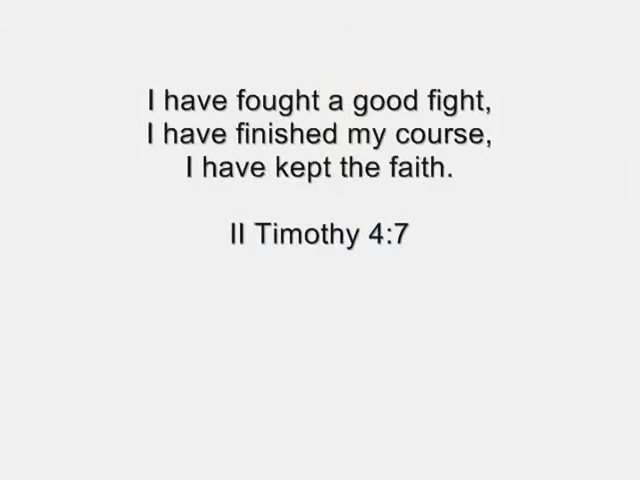 I have fought a good fight,
I have finished my course,
I have kept the faith.
II Timothy 4:7